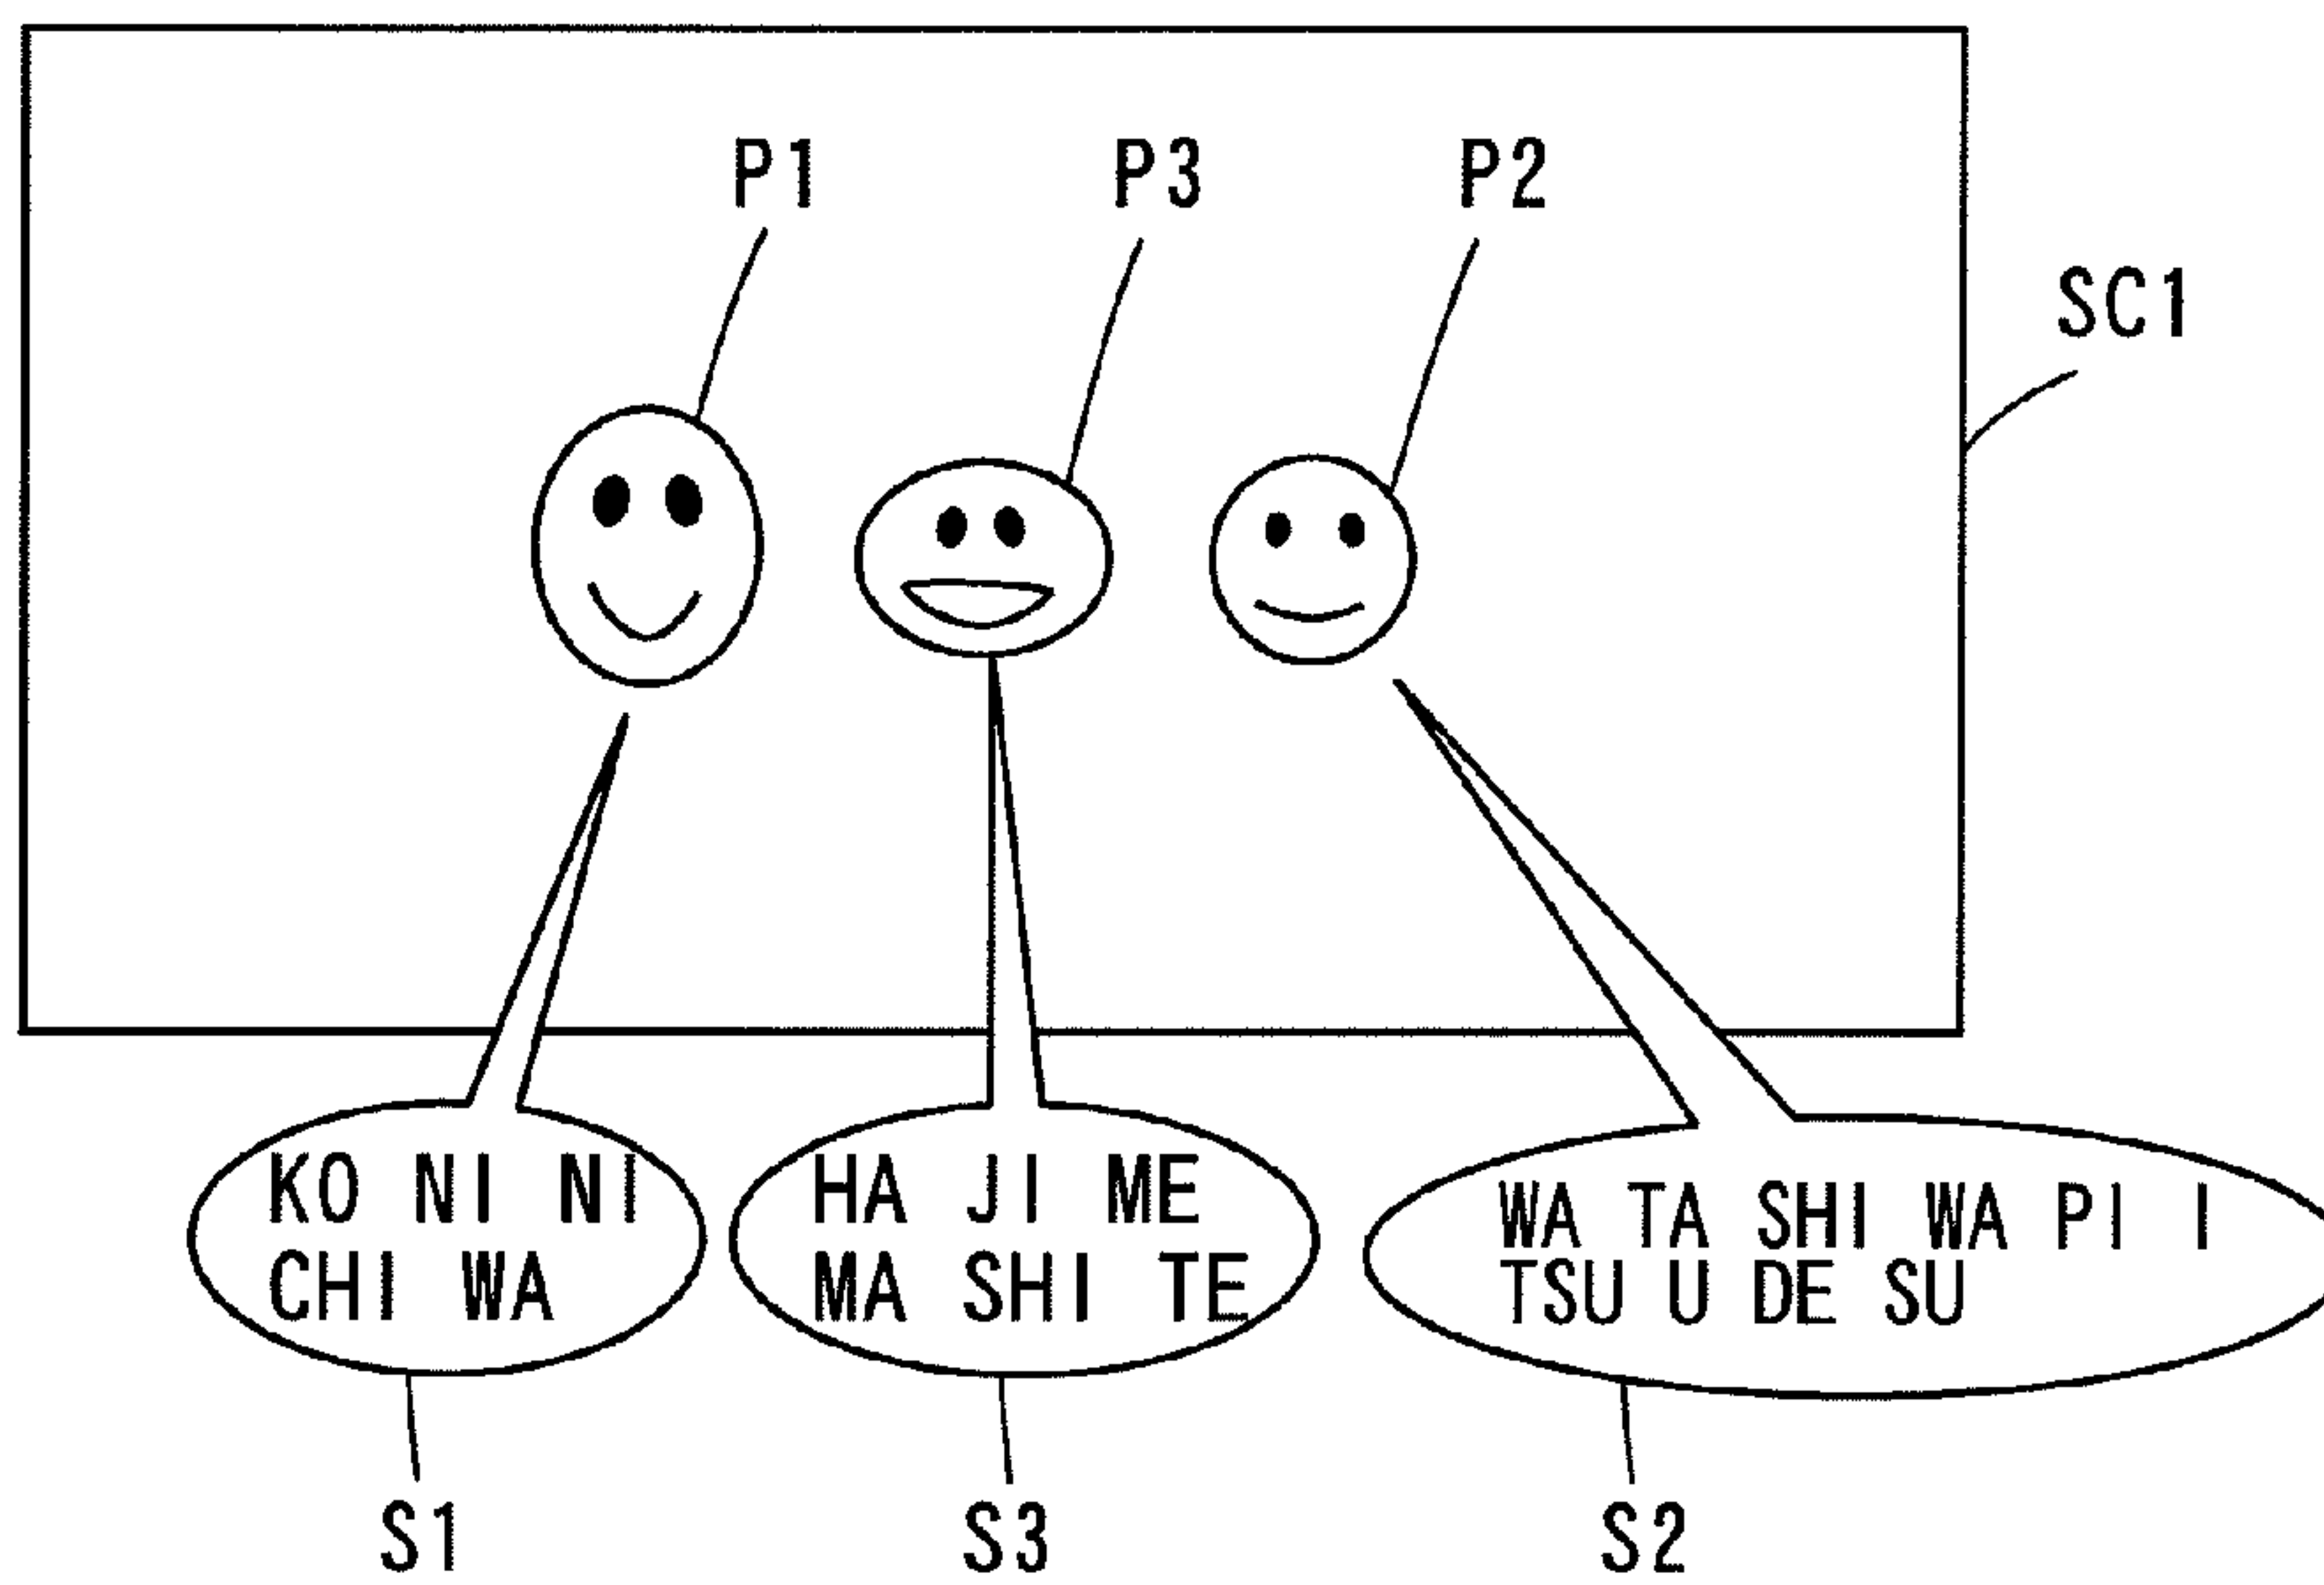 P1
P3
P2
SC1
KO NI NI
CHI WA
HA JI ME
MA SHI TE
WA TA SHI WA PI I
TSU U DE SU
S1
S3
S2